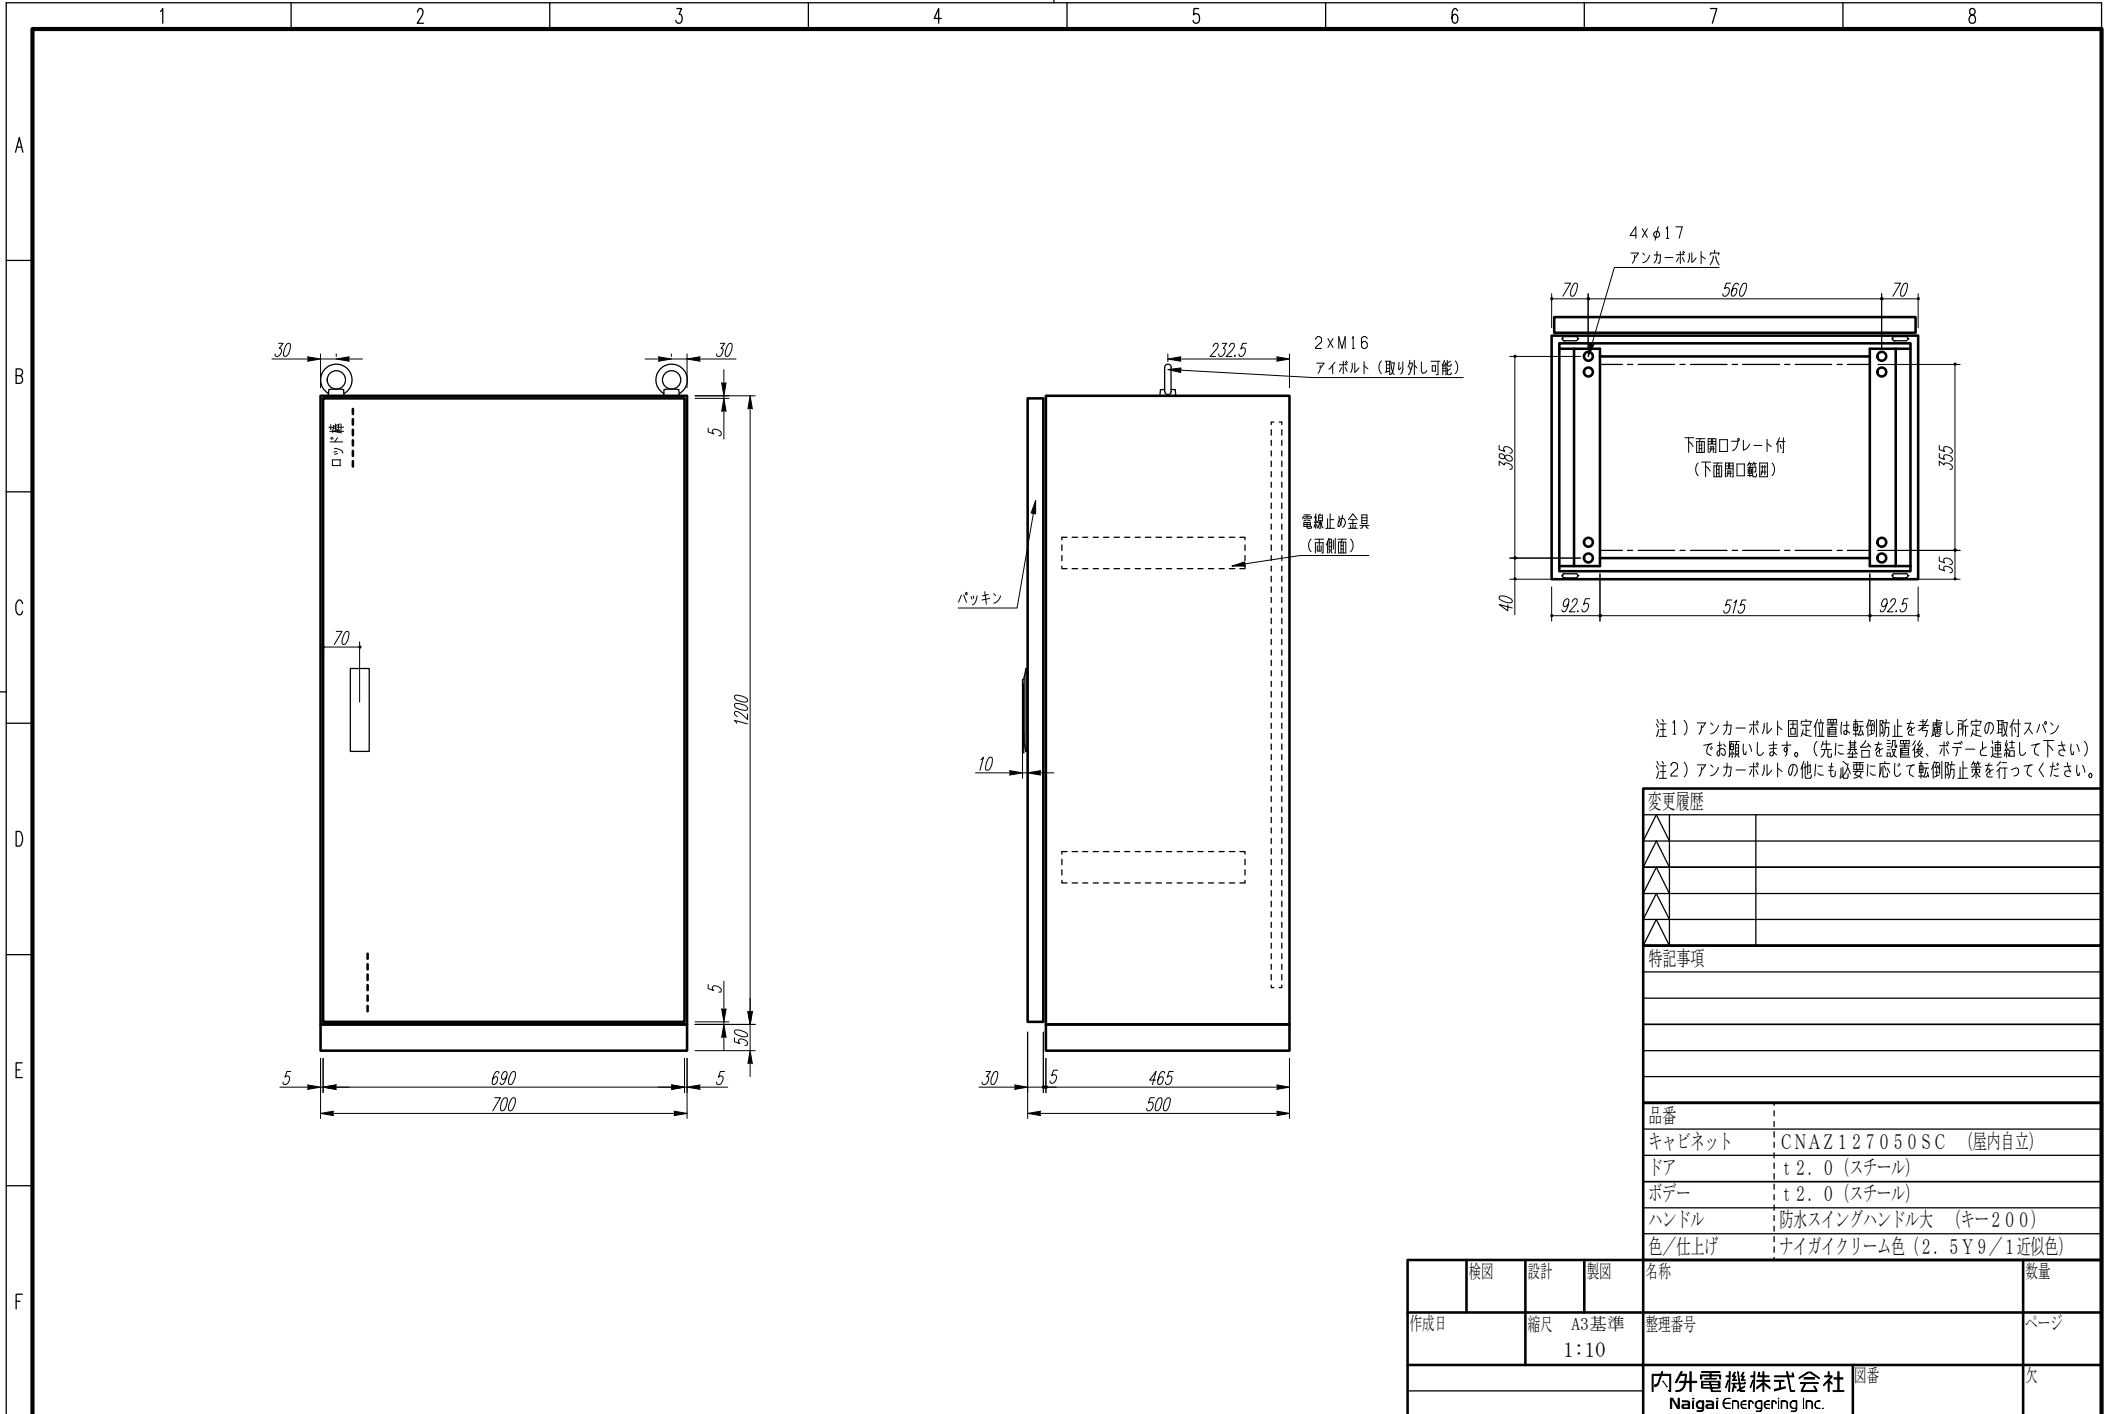 1 2 3 4 5 6 7 8
A
B
C
D
E
F
30
30
5
ロッド棒
70
1200
5
50
5
690
5
700
232.5
2×M16
アイボルト（取り外し可能）
電線止め金具
（両側面）
パッキン
10
30
5
465
500
4×φ17
アンカーボルト穴
70
560
70
385
355
下面開口プレート付
（下面開口範囲）
40
55
92.5
515
92.5
注1）アンカーボルト固定位置は転倒防止を考慮し所定の取付スパン
でお願いします。（先に基台を設置後、ボデーと連結して下さい）
注2）アンカーボルトの他にも必要に応じて転倒防止策を行ってください。
変更履歴
特記事項
品番
キャビネット CNAZ127050SC （屋内自立）
ドア t2.0（スチール）
ボデー t2.0（スチール）
ハンドル 防水スイングハンドル大 （キー200）
色／仕上げ ナイガイクリーム色（2.5Y9／1近似色）
検図 設計 製図 名称 数量
作成日 縮尺 A3基準 整理番号 ページ
1:10
内外電機株式会社 図番 欠
Naigai Energering Inc.